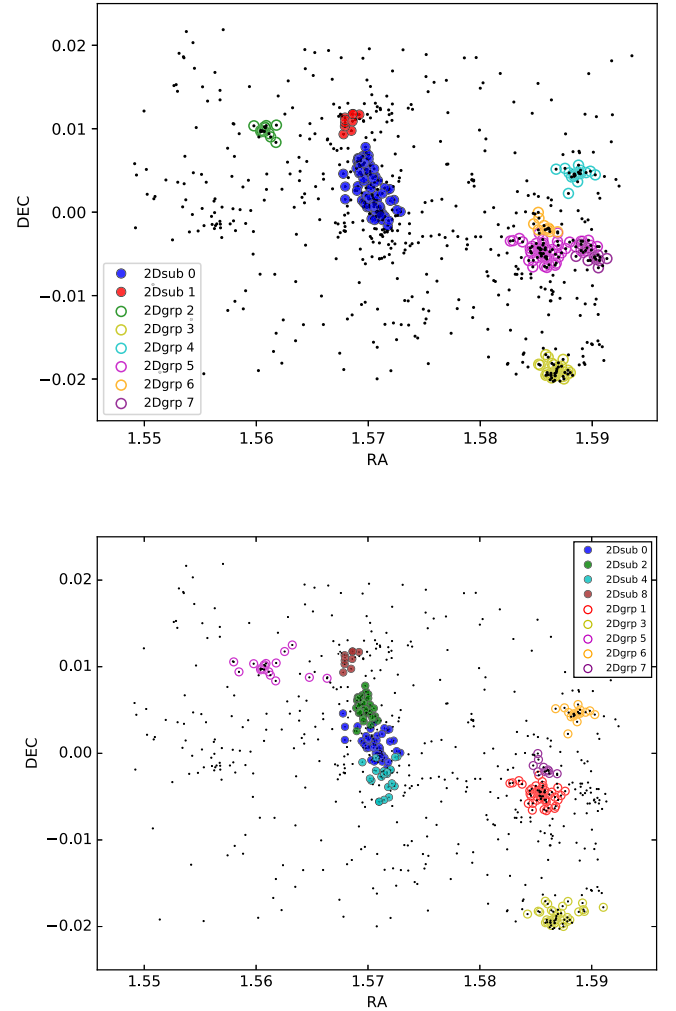 0.02
0.01
0.00
−0.01
−0.02
DEC
2Dsub 0
2Dsub 1
2Dgrp 2
2Dgrp 3
2Dgrp 4
2Dgrp 5
2Dgrp 6
2Dgrp 7
1.55 1.56 1.57 1.58 1.59
RA
0.02
0.01
0.00
−0.01
−0.02
DEC
2Dsub 0
2Dsub 2
2Dsub 4
2Dsub 8
2Dgrp 1
2Dgrp 3
2Dgrp 5
2Dgrp 6
2Dgrp 7
1.55 1.56 1.57 1.58 1.59
RA